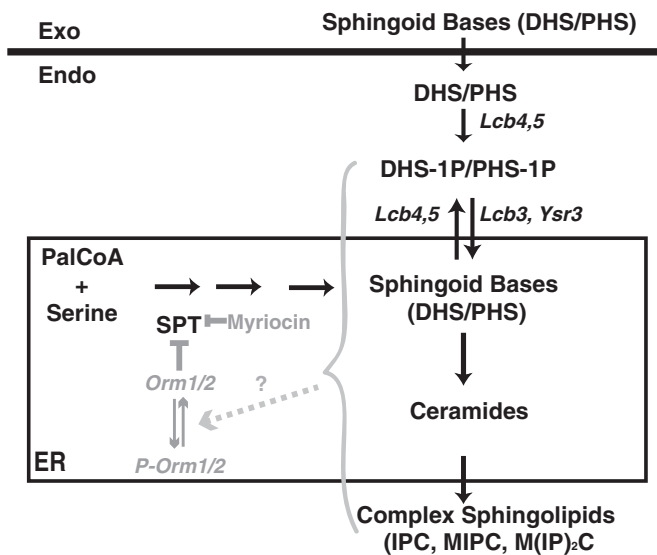 Exo
Sphingoid Bases (DHS/PHS)
Endo
DHS/PHS
Lcb4,5
DHS-1P/PHS-1P
Lcb4,5
Lcb3, Ysr3
PalCoA
+
Serine
Sphingoid Bases
(DHS/PHS)
SPT
Myriocin
Orm1/2
?
Ceramides
P-Orm1/2
ER
Complex Sphingolipids
(IPC, MIPC, M(IP)₂C